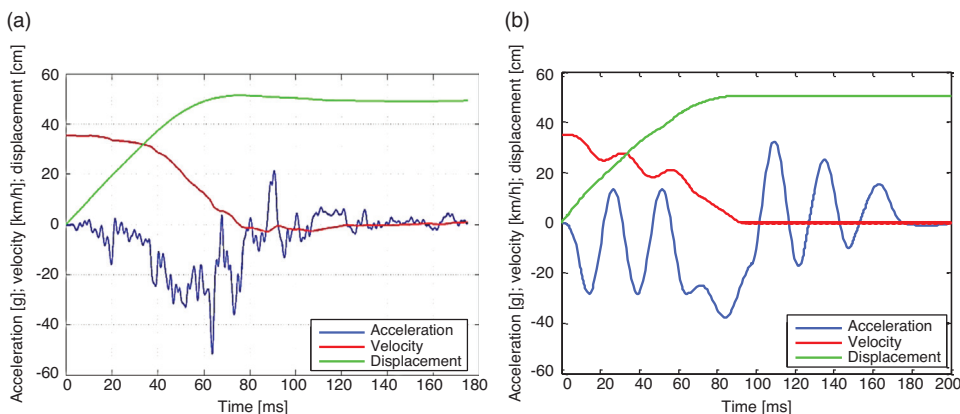 (a)
Acceleration [g]; velocity [km/h]; displacement [cm]
60
40
20
0
-20
-40
-60
Acceleration
Velocity
Displacement
0 20 40 60 80 100 120 140 160 180
Time [ms]
(b)
Acceleration [g]; velocity [km/h]; displacement [cm]
60
40
20
0
-20
-40
-60
Acceleration
Velocity
Displacement
0 20 40 60 80 100 120 140 160 180 200
Time [ms]